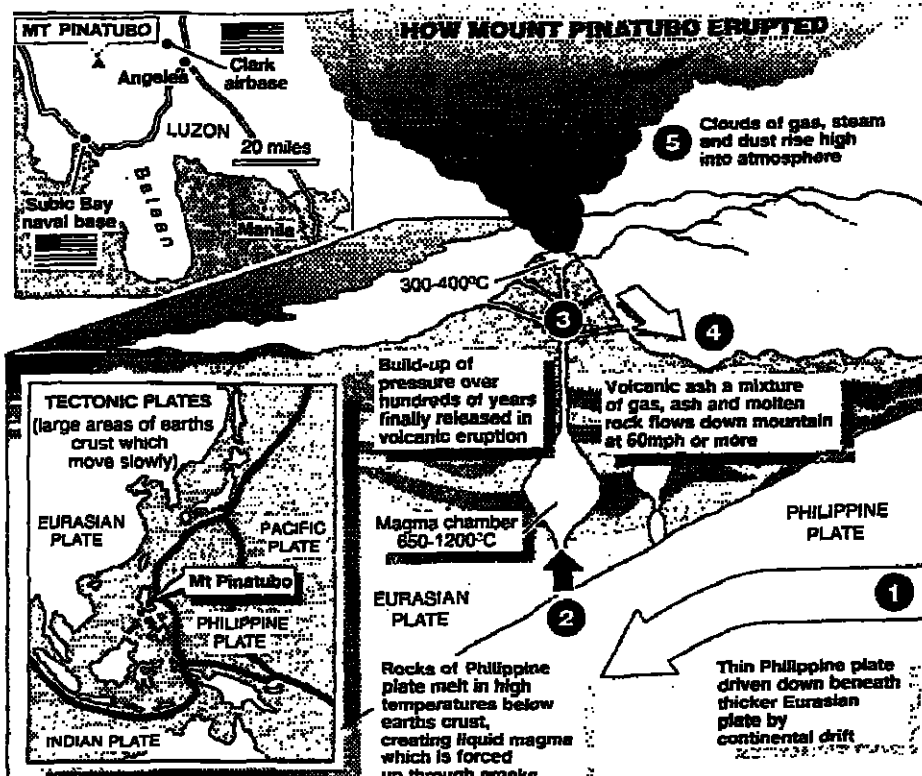 HOW MOUNT PINATUBO ERUPTED
MT PINATUBO
Clark
airbase
Angeles
LUZON
20 miles
Bataan
Subic Bay
naval base
Manila
5
Clouds of gas, steam
and dust rise high
into atmosphere
300-400°C
3
4
Build-up of
pressure over
hundreds of years
finally released in
volcanic eruption
Volcanic ash a mixture
of gas, ash and molten
rock flows down mountain
at 60mph or more
Magma chamber
650-1200°C
PHILIPPINE
PLATE
EURASIAN
PLATE
2
1
Rocks of Philippine
plate melt in high
temperatures below
earths crust,
creating liquid magma
which is forced
up through
Thin Philippine plate
driven down beneath
thicker Eurasian
plate by
continental drift
TECTONIC PLATES
(large areas of earths
crust which
move slowly)
EURASIAN
PLATE
PACIFIC
PLATE
Mt Pinatubo
PHILIPPINE
PLATE
INDIAN PLATE